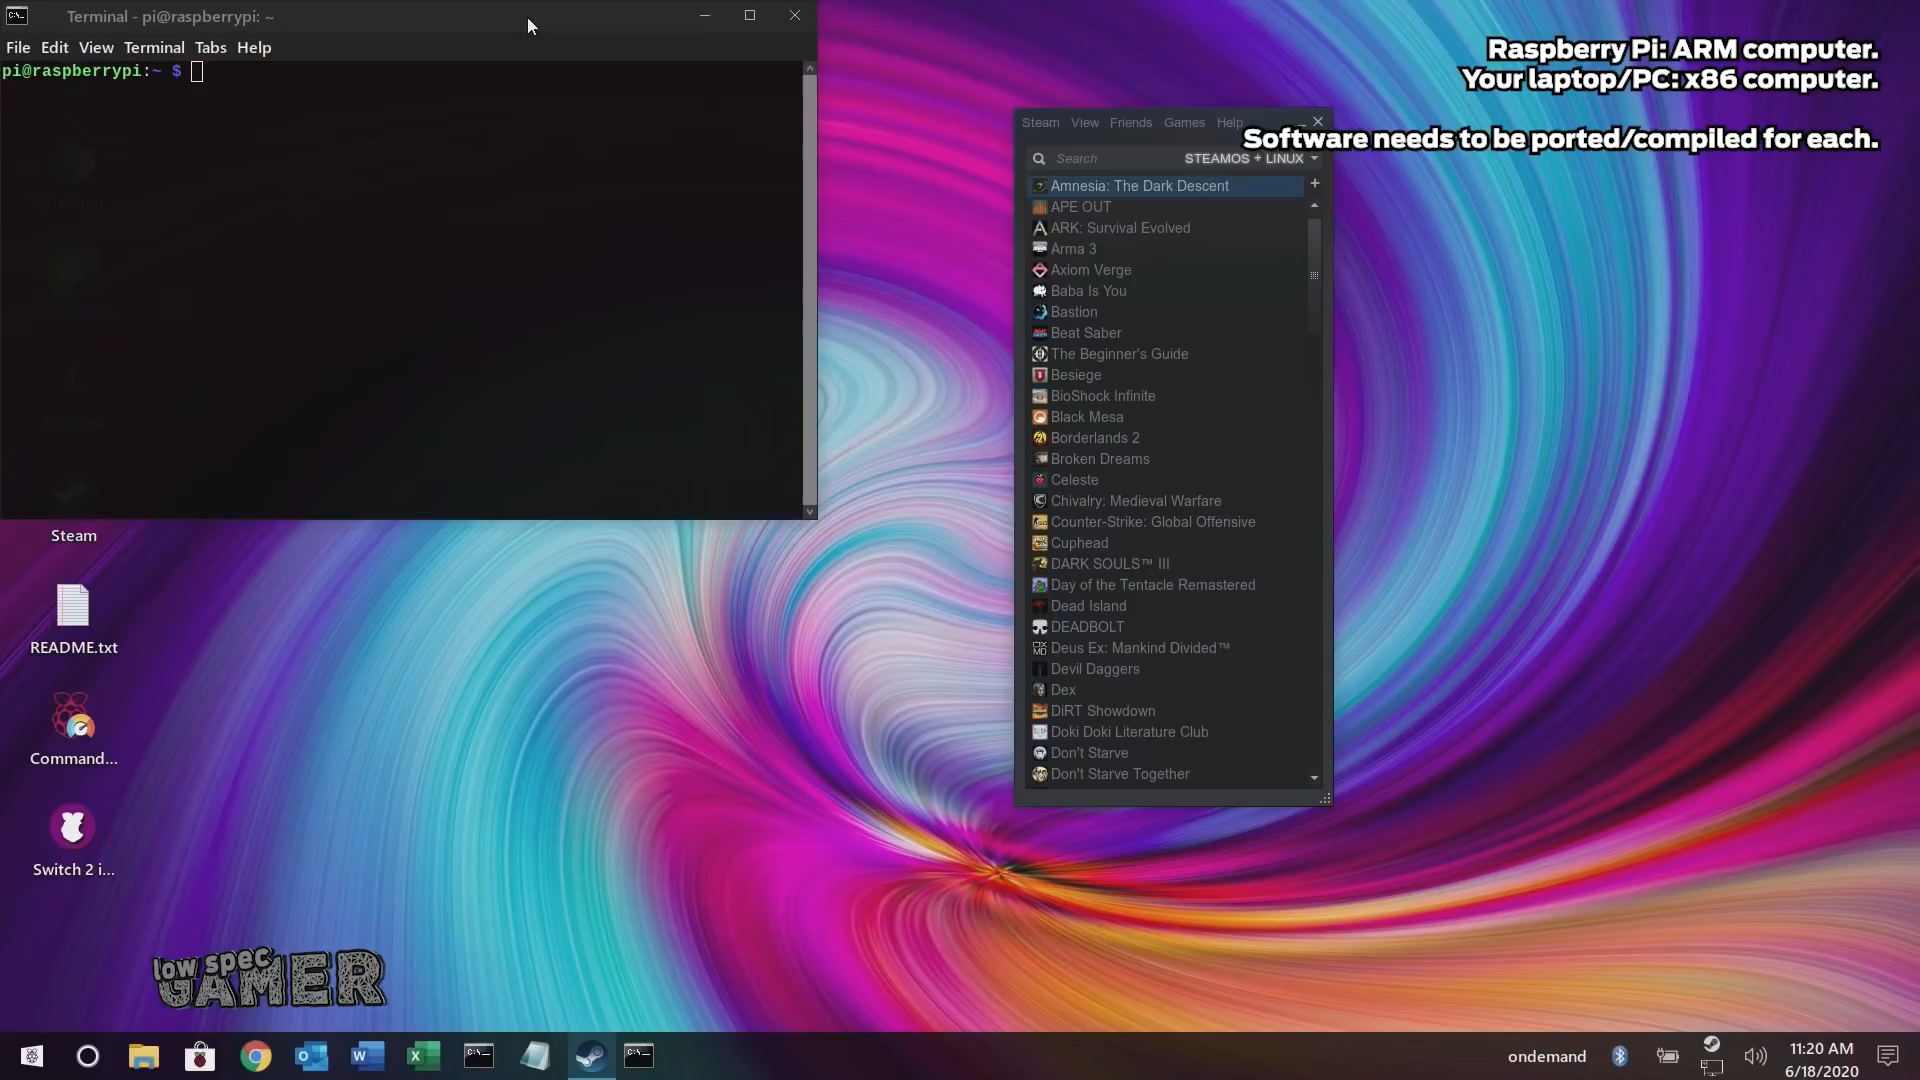 Terminal - pi@raspberrypi: ~
File Edit View Terminal Tabs Help
pi@raspberrypi:~ $
Raspberry Pi: ARM computer.
Your laptop/PC: x86 computer.
Software needs to be ported/compiled for each.
Steam View Friends Games Help
Search STEAMOS + LINUX
Amnesia: The Dark Descent
APE OUT
ARK: Survival Evolved
Arma 3
Axiom Verge
Baba Is You
Bastion
Beat Saber
The Beginner's Guide
Besiege
BioShock Infinite
Black Mesa
Borderlands 2
Broken Dreams
Celeste
Chivalry: Medieval Warfare
Counter-Strike: Global Offensive
Cuphead
DARK SOULS™ III
Day of the Tentacle Remastered
Dead Island
DEADBOLT
Deus Ex: Mankind Divided™
Devil Daggers
Dex
DiRT Showdown
Doki Doki Literature Club
Don't Starve
Don't Starve Together
Steam
README.txt
Command...
Switch 2 i...
low spec
GAMER
ondemand
11:20 AM
6/18/2020